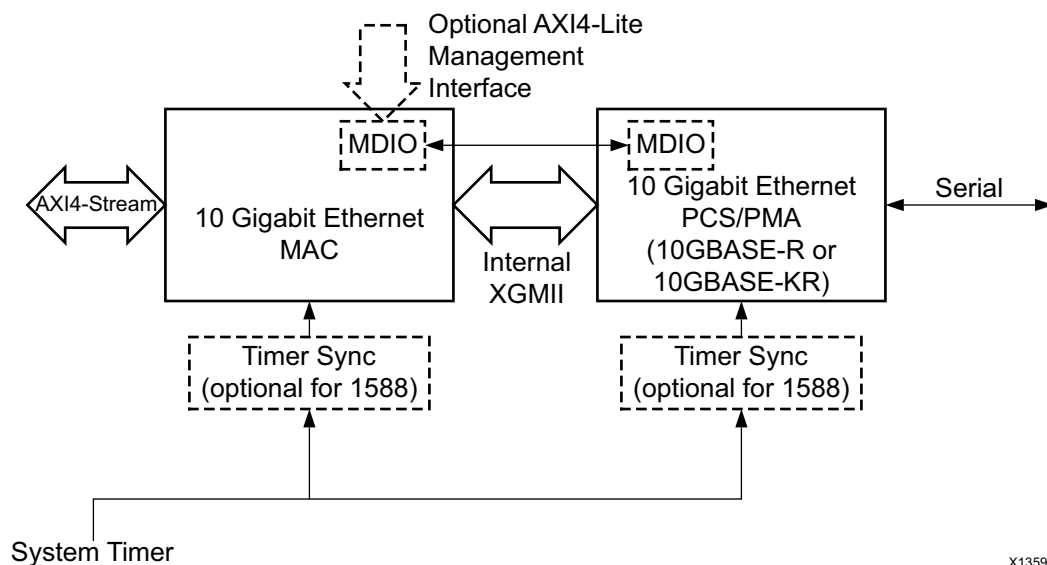 Optional AXI4-Lite
Management
Interface
MDIO
MDIO
AXI4-Stream
10 Gigabit Ethernet
MAC
Internal
XGMII
10 Gigabit Ethernet
PCS/PMA
(10GBASE-R or
10GBASE-KR)
Serial
Timer Sync
(optional for 1588)
Timer Sync
(optional for 1588)
System Timer
X1359